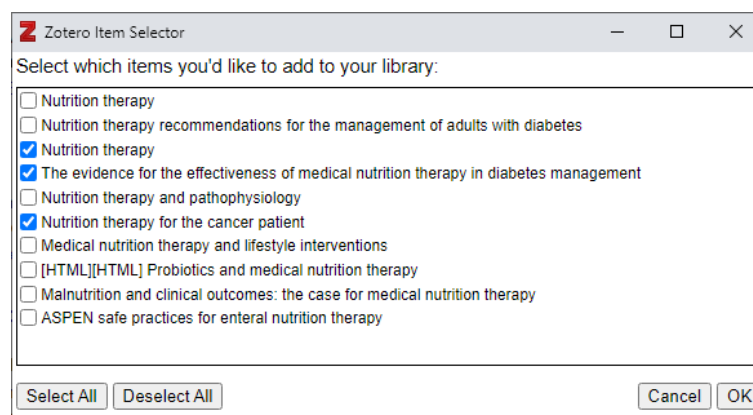 Zotero Item Selector
Select which items you'd like to add to your library:
Nutrition therapy
Nutrition therapy recommendations for the management of adults with diabetes
Nutrition therapy
The evidence for the effectiveness of medical nutrition therapy in diabetes management
Nutrition therapy and pathophysiology
Nutrition therapy for the cancer patient
Medical nutrition therapy and lifestyle interventions
[HTML][HTML] Probiotics and medical nutrition therapy
Malnutrition and clinical outcomes: the case for medical nutrition therapy
ASPEN safe practices for enteral nutrition therapy
Select All Deselect All Cancel OK